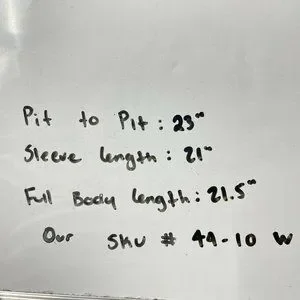 Pit to Pit: 23"
Sleeve length: 21"
Full Body length: 21.5"
Our SKU # 49-10 W